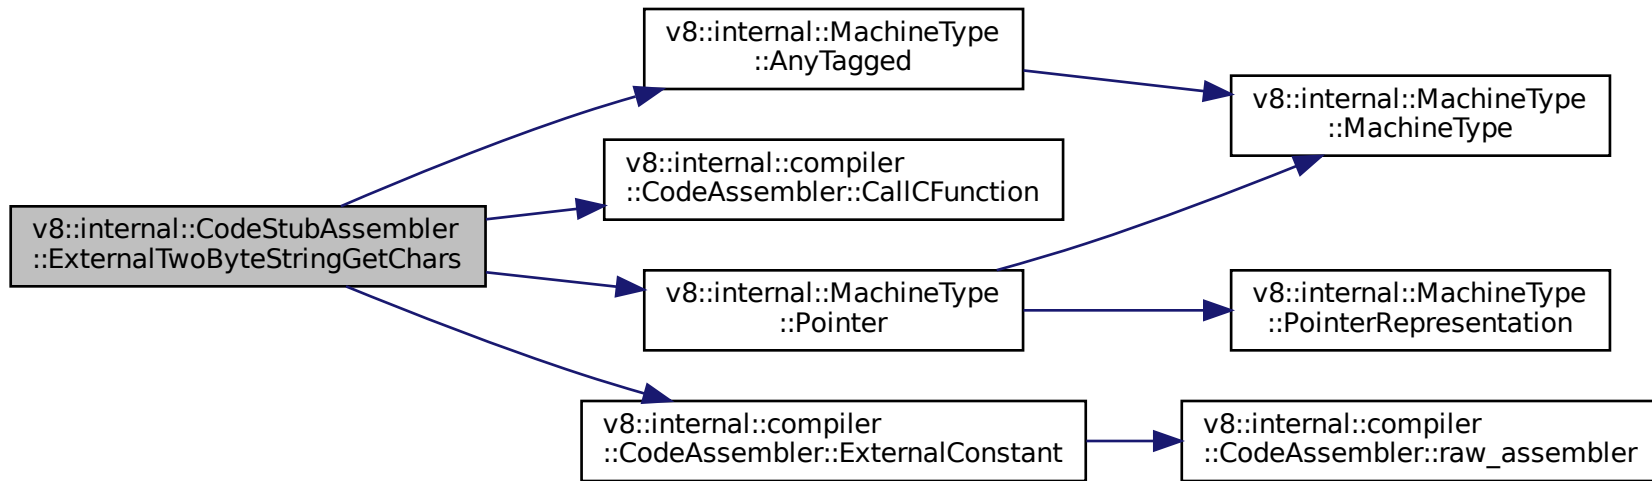 v8::internal::CodeStubAssembler
::ExternalTwoByteStringGetChars
v8::internal::MachineType
::AnyTagged
v8::internal::compiler
::CodeAssembler::CallCFunction
v8::internal::MachineType
::Pointer
v8::internal::compiler
::CodeAssembler::ExternalConstant
v8::internal::MachineType
::MachineType
v8::internal::MachineType
::PointerRepresentation
v8::internal::compiler
::CodeAssembler::raw_assembler